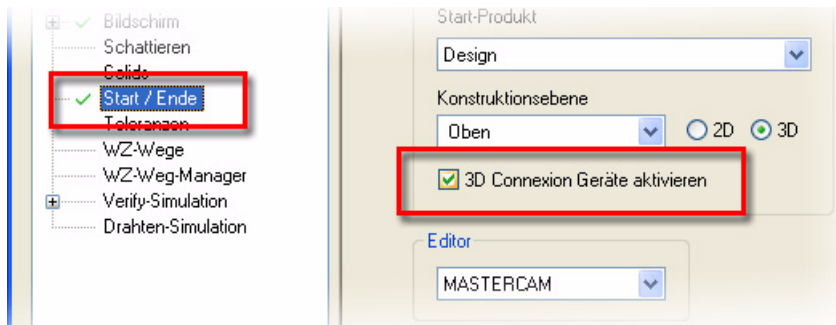 Bildschirm
Schattieren
Solids
Start / Ende
Toleranzen
WZ-Wege
WZ-Weg-Manager
Verify-Simulation
Drahten-Simulation
Start-Produkt
Design
Konstruktionsebene
Oben 2D 3D
3D Connexion Geräte aktivieren
Editor
MASTERCAM